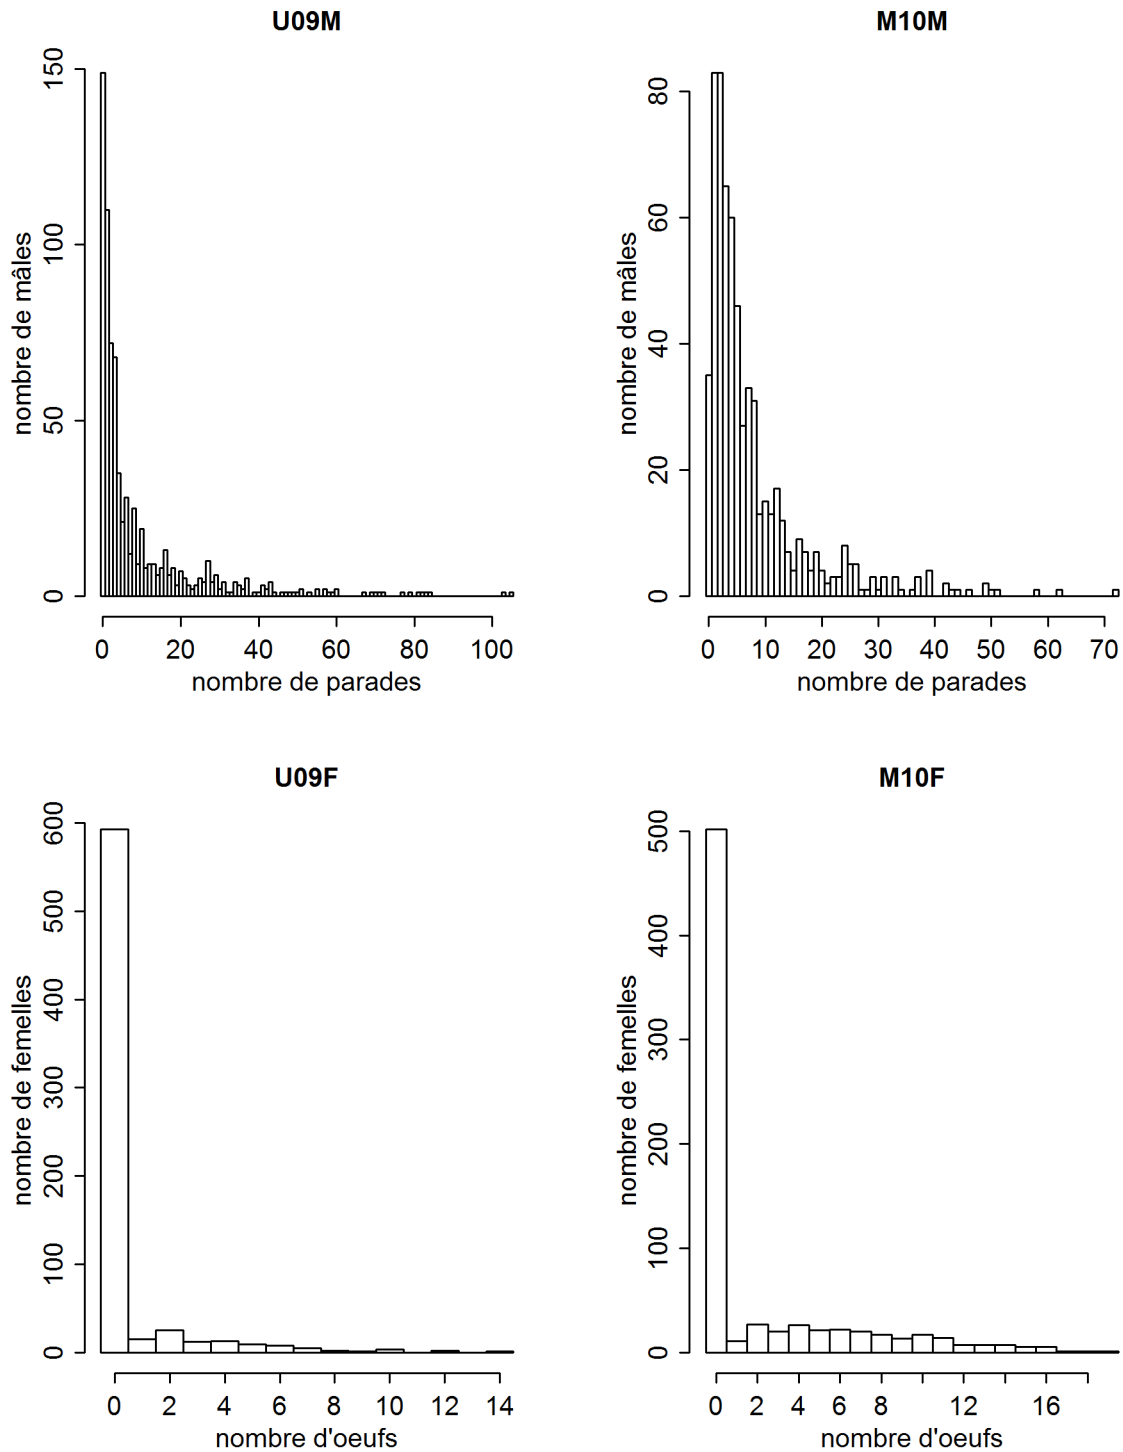 U09M
nombre de mâles
0 50 100 150
0 20 40 60 80 100
nombre de parades
M10M
nombre de mâles
0 20 40 60 80
0 10 20 30 40 50 60 70
nombre de parades
U09F
nombre de femelles
0 100 200 300 400 500 600
0 2 4 6 8 10 12 14
nombre d'oeufs
M10F
nombre de femelles
0 100 200 300 400 500
0 2 4 6 8 12 16
nombre d'oeufs